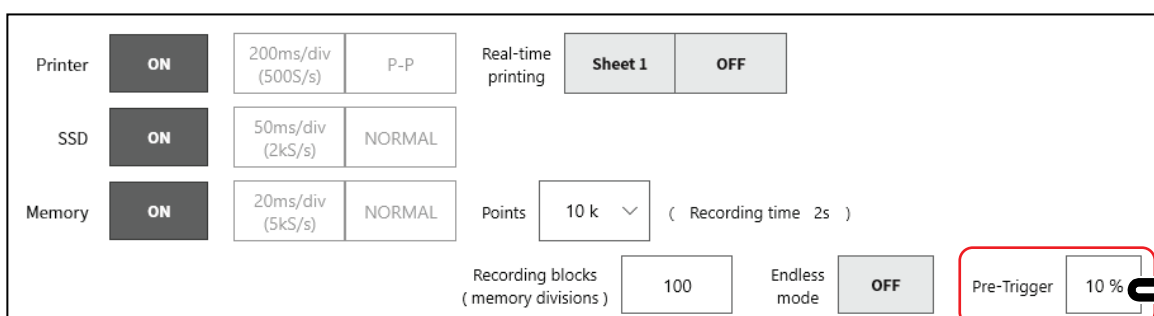 Printer ON 200ms/div (500S/s) P-P Real-time printing Sheet 1 OFF
SSD ON 50ms/div (2kS/s) NORMAL
Memory ON 20ms/div (5kS/s) NORMAL Points 10 k ( Recording time 2s )
Recording blocks ( memory divisions ) 100 Endless mode OFF Pre-Trigger 10 %